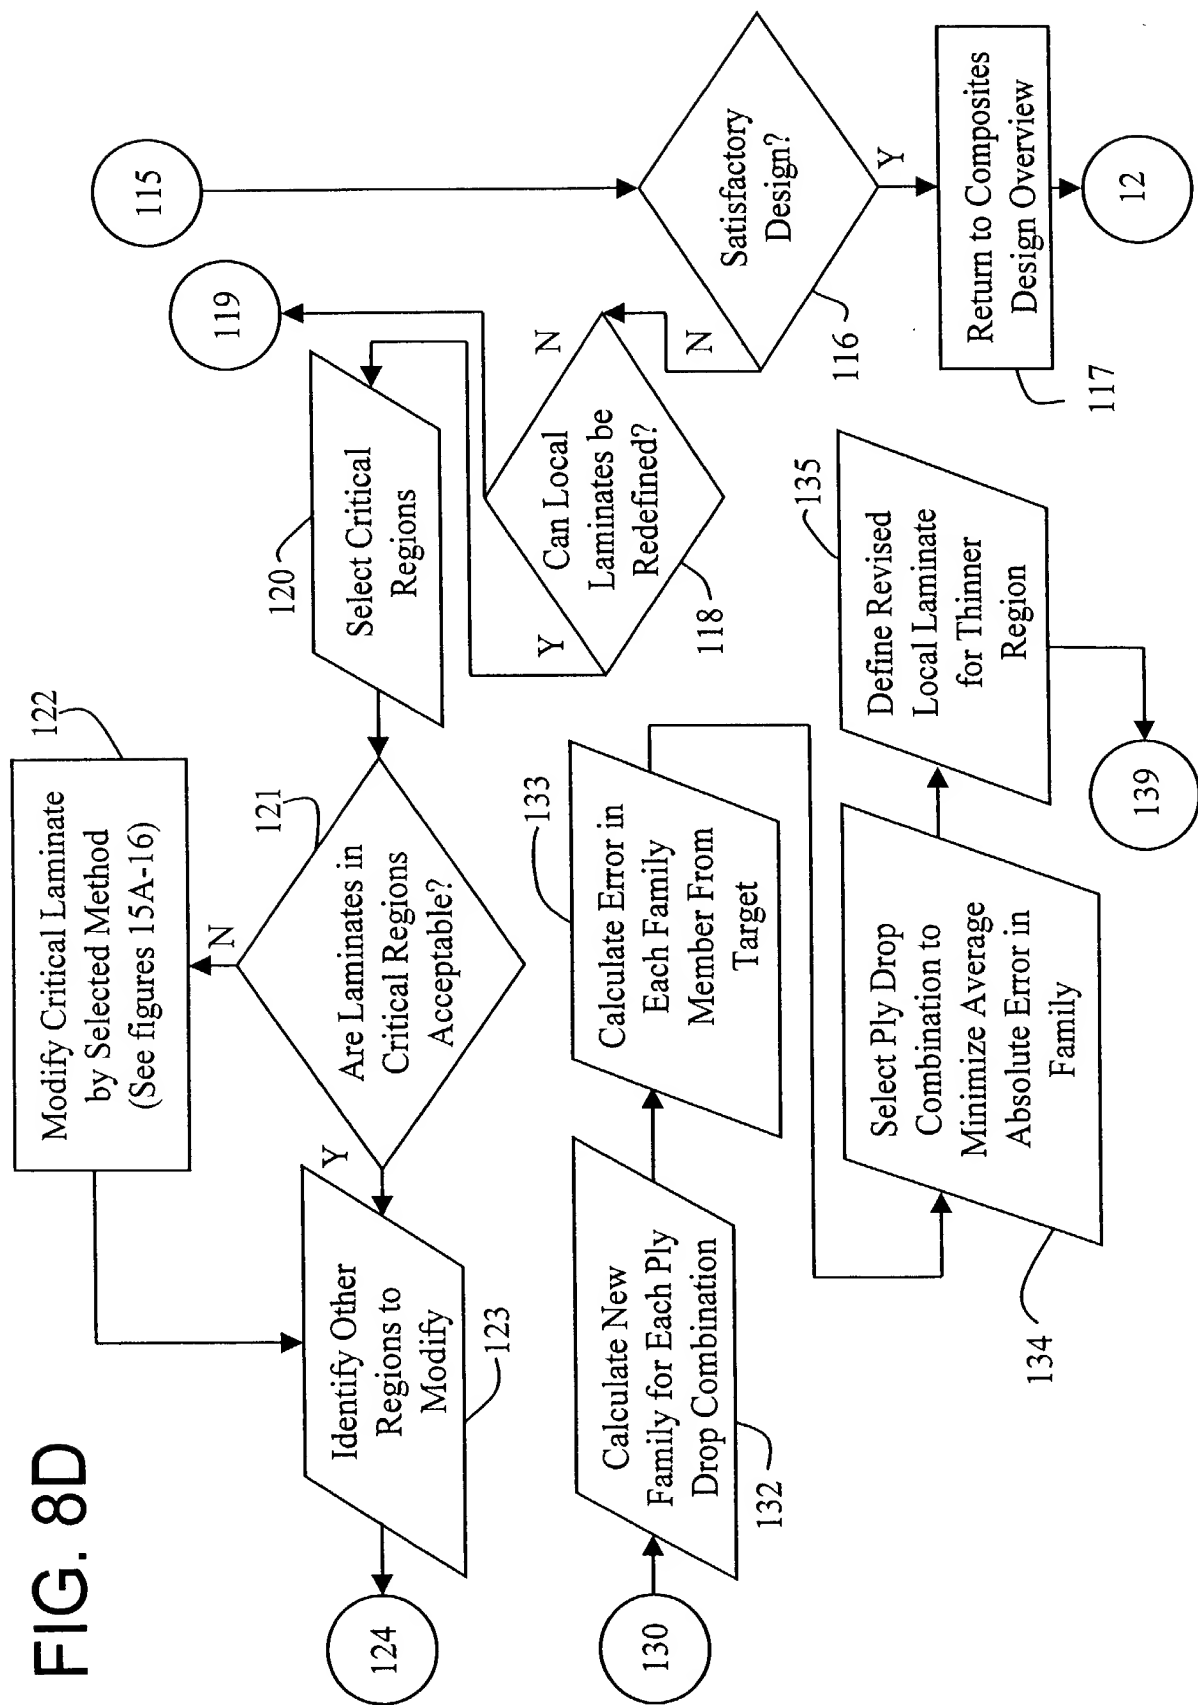 FIG. 8D
122
Modify Critical Laminate
by Selected Method
(See figures 15A-16)
115
119
120
Select Critical
Regions
121
Are Laminates in
Critical Regions
Acceptable?
N
Y
Identify Other
Regions to
Modify
123
124
Can Local
Laminates be
Redefined?
Y
N
118
Satisfactory
Design?
N
Y
116
Return to Composites
Design Overview
117
12
130
Calculate New
Family for Each Ply
Drop Combination
132
133
Calculate Error in
Each Family
Member From
Target
Select Ply Drop
Combination to
Minimize Average
Absolute Error in
Family
134
135
Define Revised
Local Laminate
for Thinner
Region
139